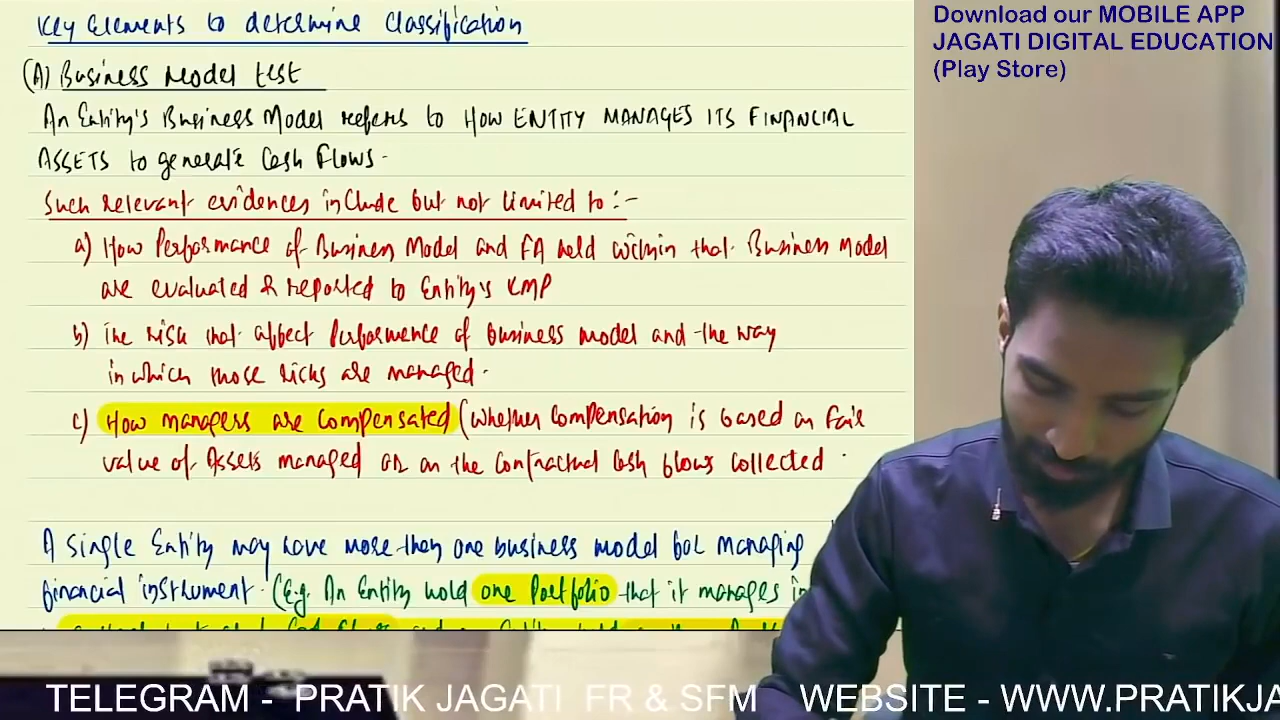 Key Elements to determine Classification
(A) Business Model test
An Entity's Business Model refers to HOW ENTITY MANAGES ITS FINANCIAL
ASSETS to generate Cash Flows.
Such relevant evidences include but not limited to:-
a) How Performance of Business Model and FA held within that Business Model
are evaluated & reported to Entity's KMP
b) The risk that affect Performance of business model and the way
in which those risks are managed.
c) How managers are compensated (whether Compensation is based on Fair
value of Assets managed OR on the Contractual Cash flows collected
A Single Entity may have more than one business model for Managing
financial instrument. (E.g. An Entity hold one Portfolio that it manages in
Download our MOBILE APP
JAGATI DIGITAL EDUCATION
(Play Store)
TELEGRAM - PRATIK JAGATI FR & SFM WEBSITE - WWW.PRATIKJA